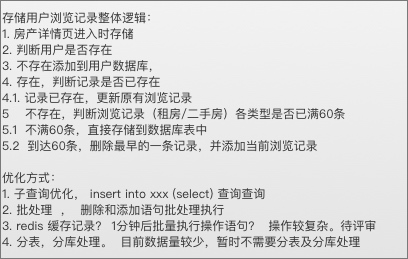 存储用户浏览记录整体逻辑：
1. 房产详情页进入时存储
2. 判断用户是否存在
3. 不存在添加到用户数据库，
4. 存在，判断记录是否已存在
4.1. 记录已存在，更新原有浏览记录
5 不存在，判断浏览记录（租房/二手房）各类型是否已满60条
5.1 不满60条，直接存储到数据库表中
5.2 到达60条，删除最早的一条记录，并添加当前浏览记录
优化方式：
1. 子查询优化， insert into xxx (select) 查询查询
2. 批处理 ， 删除和添加语句批处理执行
3. redis 缓存记录？ 1分钟后批量执行操作语句？ 操作较复杂。待评审
4. 分表，分库处理。 目前数据量较少，暂时不需要分表及分库处理